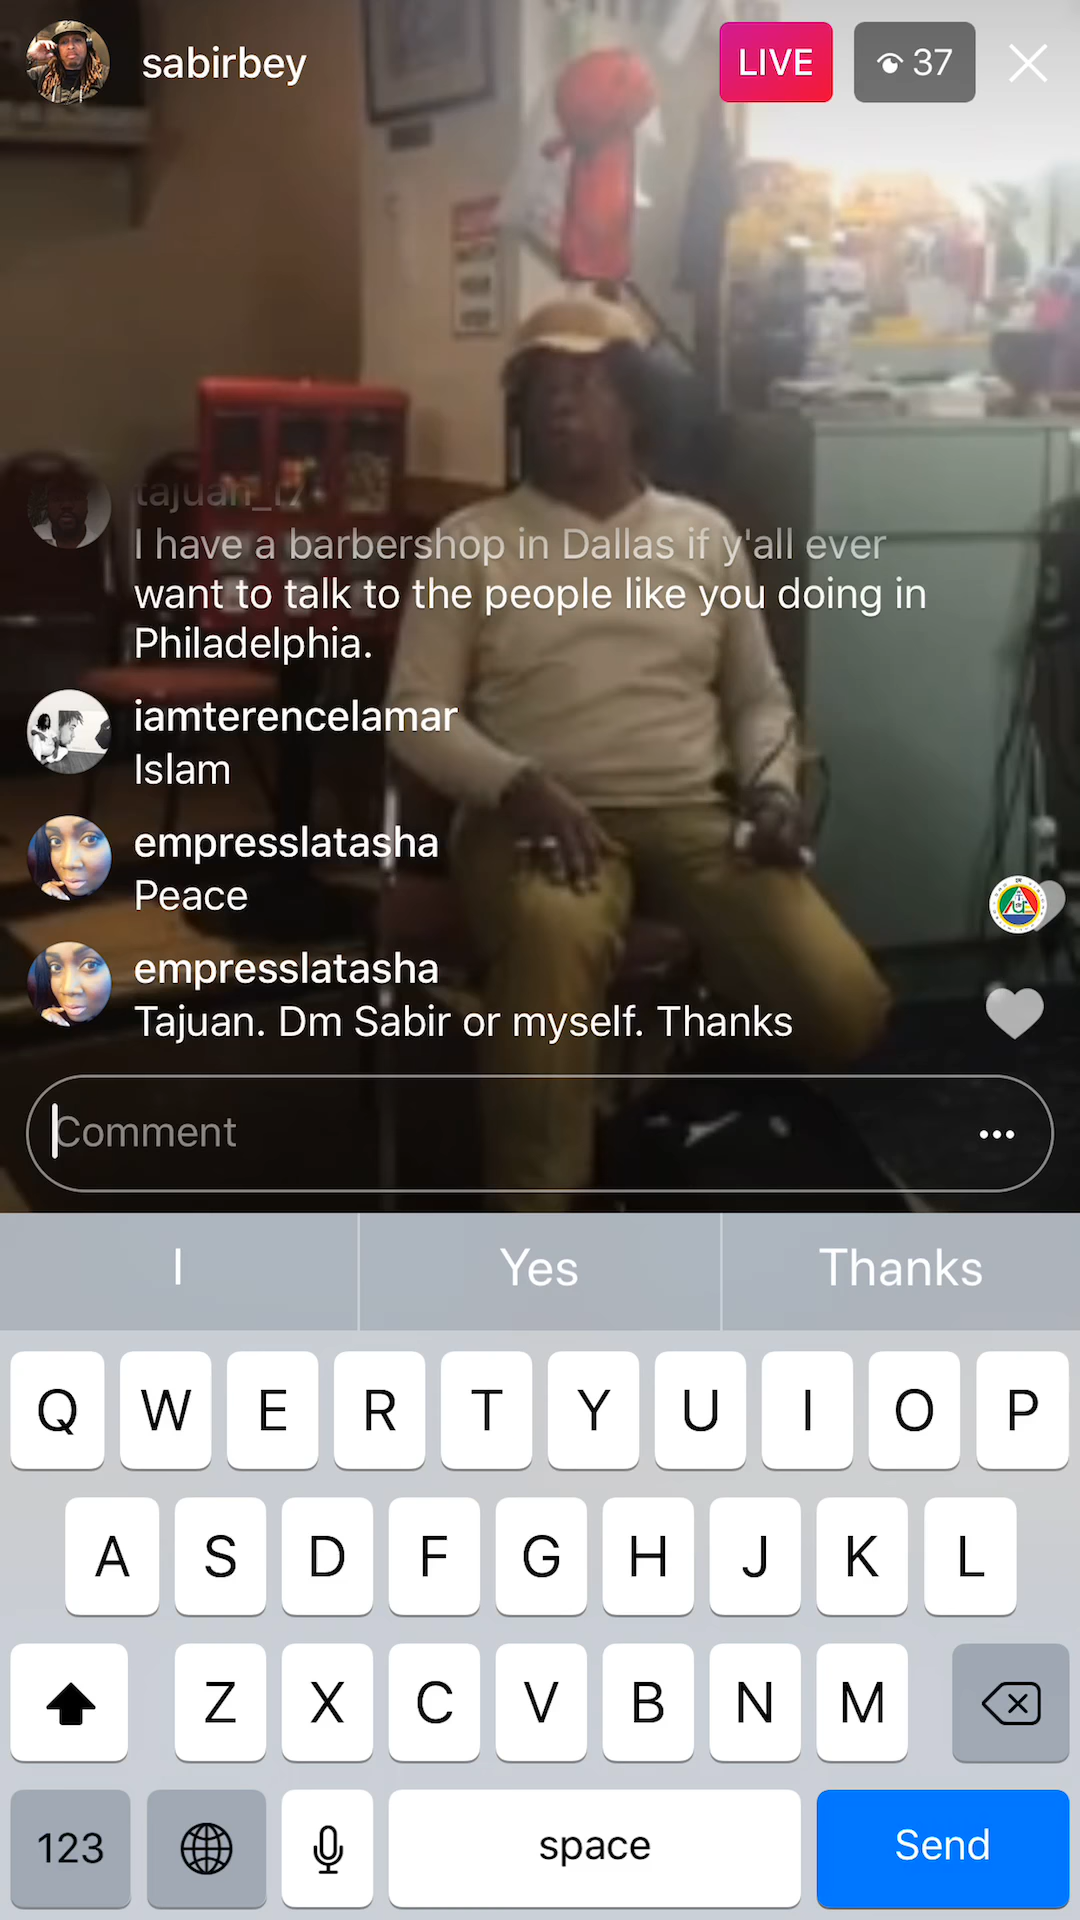 sabirbey
LIVE
37
tajuan_17
I have a barbershop in Dallas if y'all ever
want to talk to the people like you doing in
Philadelphia.
iamterencelamar
Islam
empresslatasha
Peace
empresslatasha
Tajuan. Dm Sabir or myself. Thanks
Comment
I Yes Thanks
Q W E R T Y U I O P
A S D F G H J K L
Z X C V B N M
123 space Send